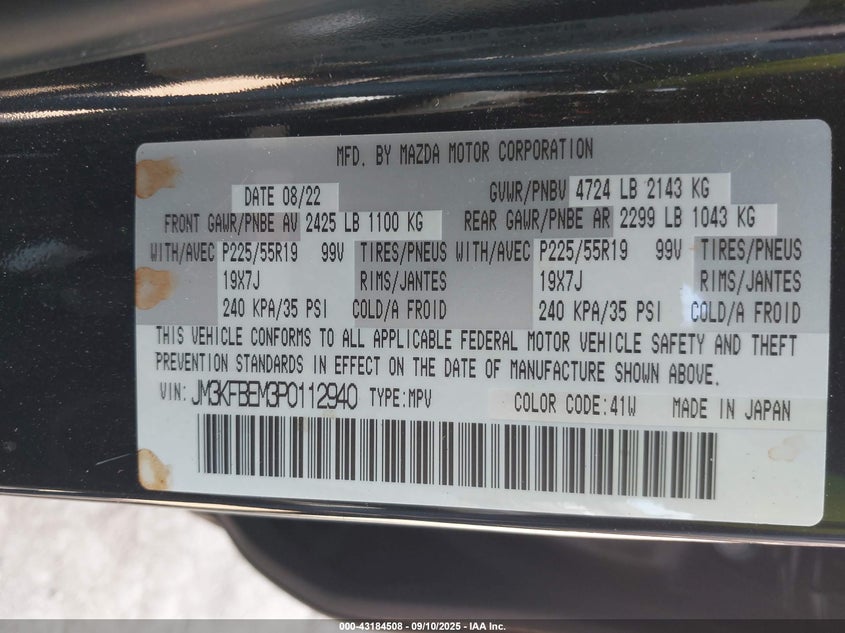 MFD. BY MAZDA MOTOR CORPORATION
DATE 08/22 GVWR/PNBV 4724 LB 2143 KG
FRONT GAWR/PNBE AV 2425 LB 1100 KG REAR GAWR/PNBE AR 2299 LB 1043 KG
WITH/AVEC P225/55R19 99V TIRES/PNEUS WITH/AVEC P225/55R19 99V TIRES/PNEUS
19X7J RIMS/JANTES 19X7J RIMS/JANTES
240 KPA/35 PSI COLD/A FROID 240 KPA/35 PSI COLD/A FROID
THIS VEHICLE CONFORMS TO ALL APPLICABLE FEDERAL MOTOR VEHICLE SAFETY AND THEFT
PREVENTION STANDARDS IN EFFECT ON THE DATE OF MANUFACTURE SHOWN ABOVE.
VIN: JM3KFBEM3P0112940 TYPE:MPV COLOR CODE:41W MADE IN JAPAN
000-43184508 - 09/10/2025 - IAA Inc.